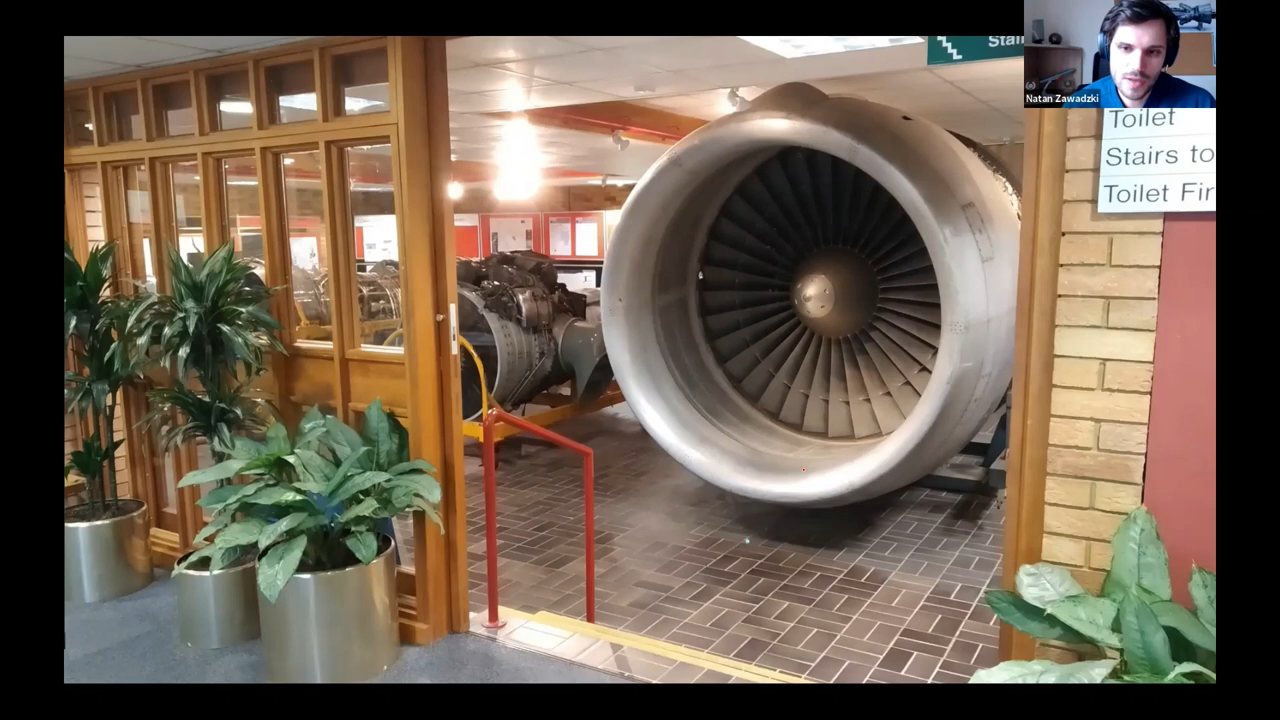 Stai
Natan Zawadzki
Toilet
Stairs to
Toilet Fir